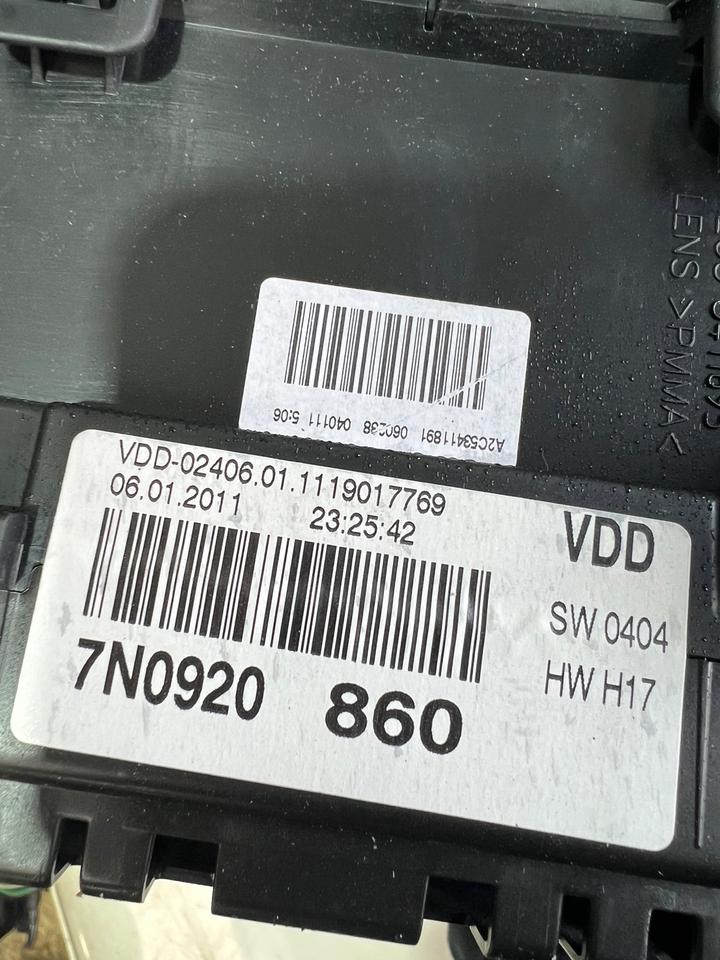 LENS >PMMA<
A2C53411891 060238 040111 5:06
VDD-02406.01.1119017769
06.01.2011 23:25:42
VDD
SW 0404
HW H17
7N0920 860